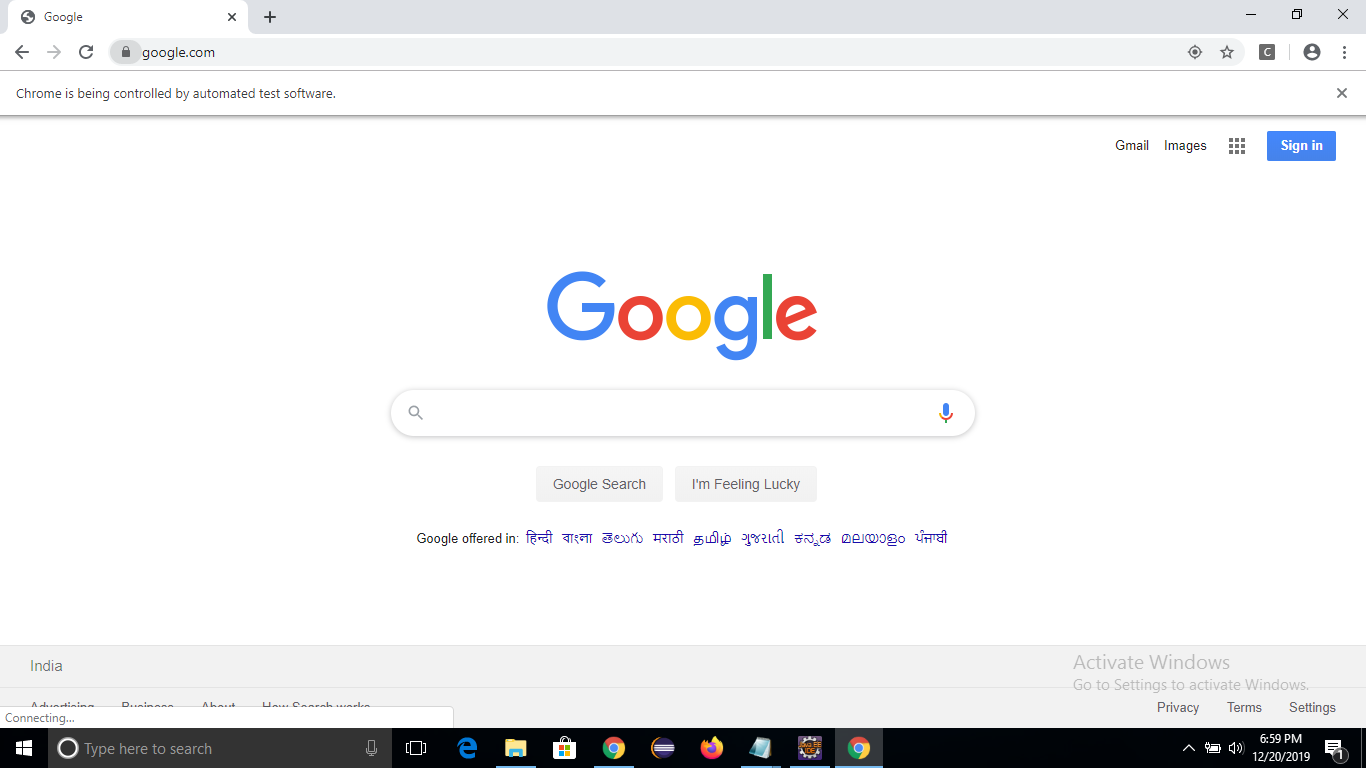 Google
google.com
C
Chrome is being controlled by automated test software.
Gmail Images Sign in
Google
Google Search I'm Feeling Lucky
Google offered in: हिन्दी বাংলা తెలుగు मराठी தமிழ் ગુજરાતી ಕನ್ನಡ മലയാളം ਪੰਜਾਬੀ
India
Activate Windows
Go to Settings to activate Windows.
Advertising Business About How Search works
Privacy Terms Settings
Connecting...
Type here to search
6:59 PM
12/20/2019
1